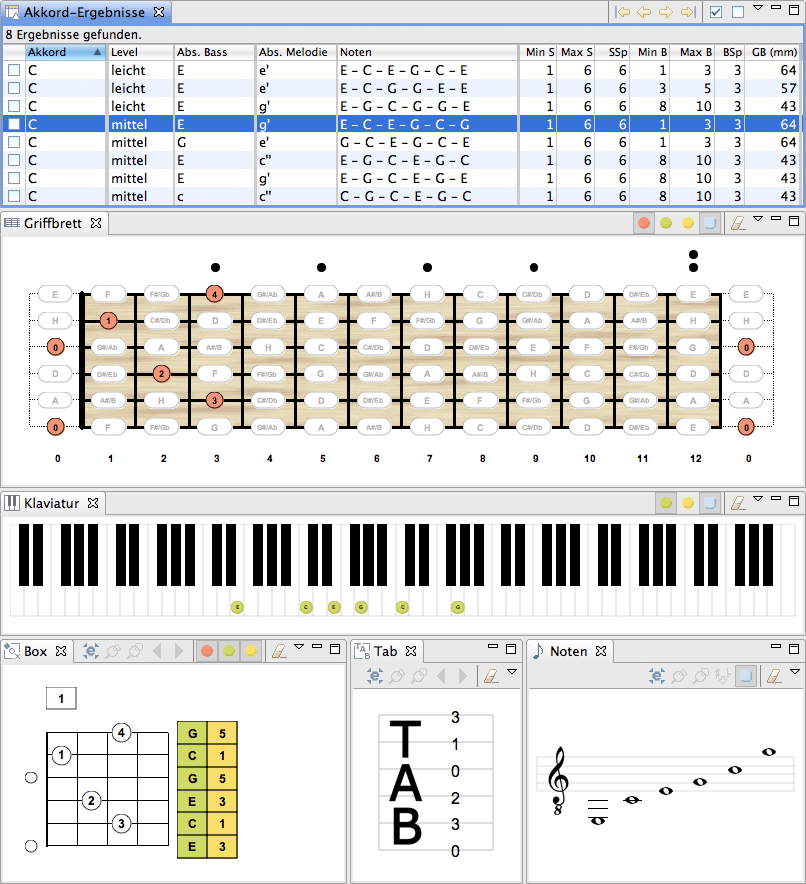 Akkord-Ergebnisse
8 Ergebnisse gefunden.
Akkord Level Abs. Bass Abs. Melodie Noten Min S Max S SSp Min B Max B BSp GB (mm)
C leicht E e' E – C – E – G – C – E 1 6 6 1 3 3 64
C leicht E e' E – C – G – G – E – E 1 6 6 3 5 3 57
C leicht E g' E – G – C – G – C – E 1 6 6 8 10 3 43
C mittel E g' E – C – E – G – C – G 1 6 6 1 3 3 64
C mittel G e' G – C – E – G – C – E 1 6 6 1 3 3 64
C mittel E c'' E – G – C – E – G – C 1 6 6 8 10 3 43
C mittel E g' E – G – C – E – G – E 1 6 6 8 10 3 43
C mittel c c'' C – G – C – E – G – C 1 6 6 8 10 3 43
Griffbrett
E F F#/Gb 4 G#/Ab A A#/B H C C#/Db D D#/Eb E E
H 1 C#/Db D D#/Eb E F F#/Gb G G#/Ab A A#/B H H
0 G#/Ab A A#/B H C C#/Db D D#/Eb E F F#/Gb G 0
D D#/Eb 2 F F#/Gb G G#/Ab A A#/B H C C#/Db D D
A A#/B H 3 C#/Db D D#/Eb E F F#/Gb G G#/Ab A A
0 F F#/Gb G G#/Ab A A#/B H C C#/Db D D#/Eb E 0
0 1 2 3 4 5 6 7 8 9 10 11 12 0
Klaviatur
E C E G C G
Box
1
4 G 5
1 C 1
G 5
2 E 3
3 C 1
E 3
Tab
TAB
3
1
0
2
3
0
Noten
8